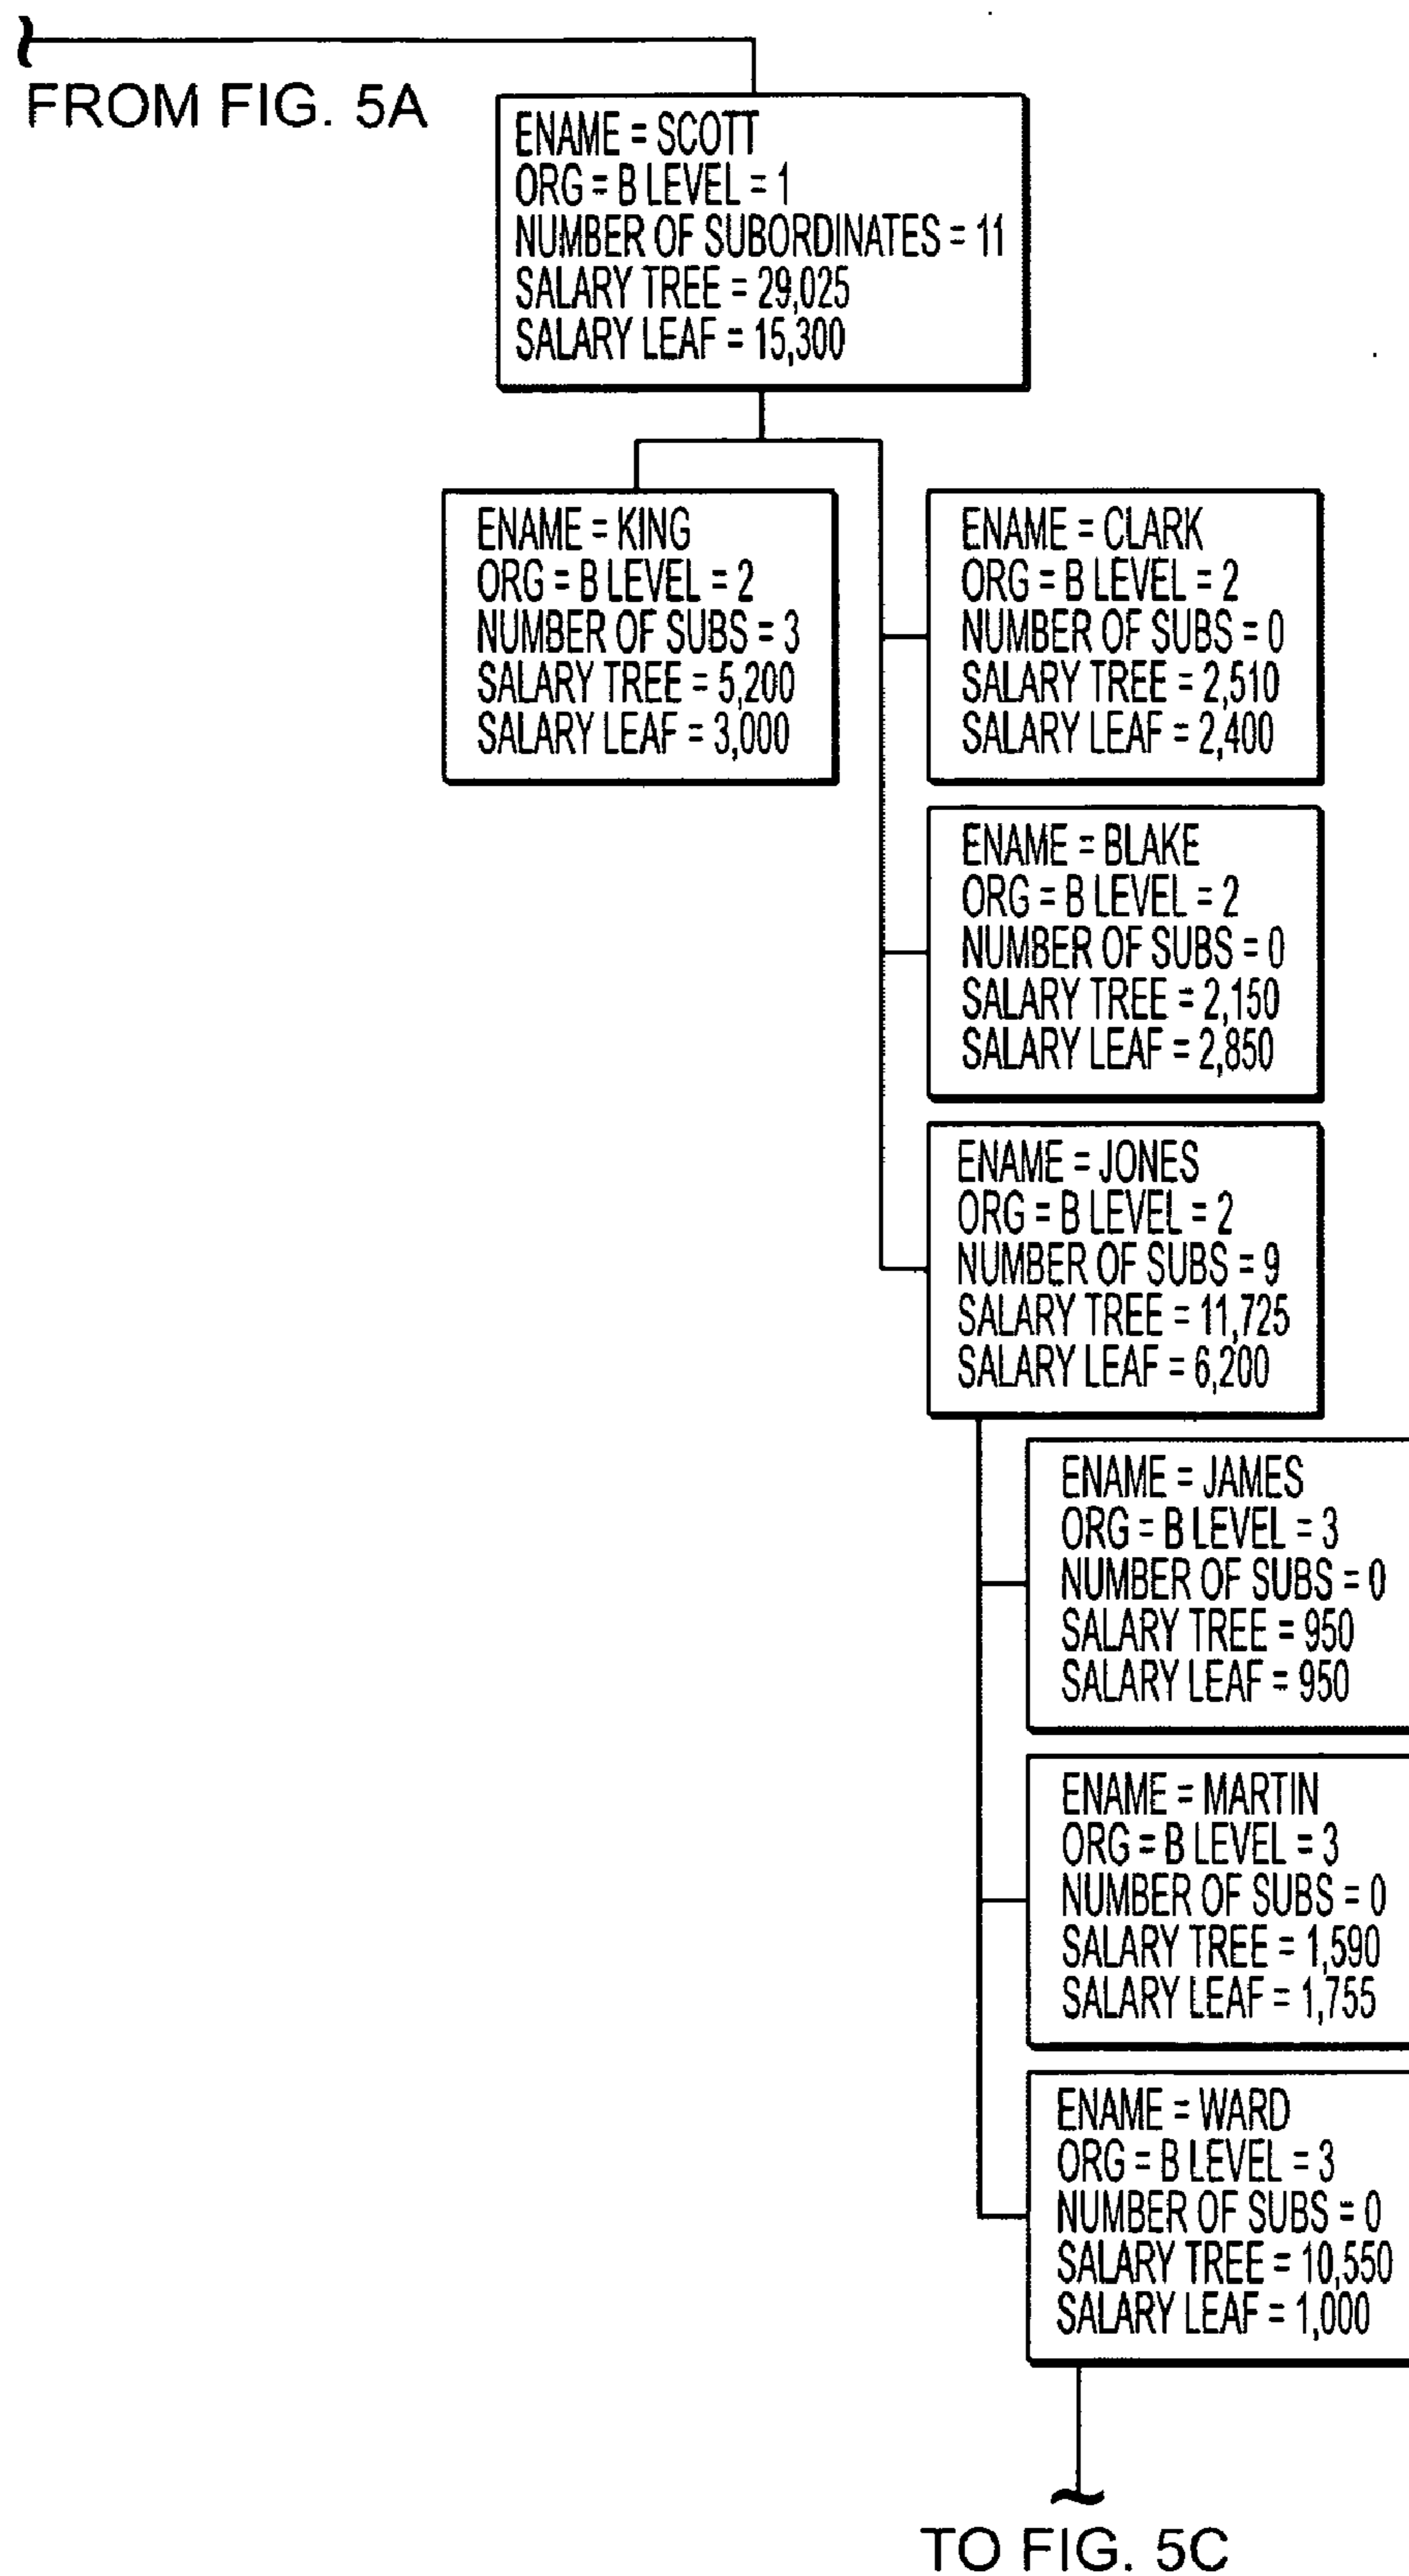 FROM FIG. 5A
ENAME = SCOTT
ORG = B LEVEL = 1
NUMBER OF SUBORDINATES = 11
SALARY TREE = 29,025
SALARY LEAF = 15,300
ENAME = KING
ORG = B LEVEL = 2
NUMBER OF SUBS = 3
SALARY TREE = 5,200
SALARY LEAF = 3,000
ENAME = CLARK
ORG = B LEVEL = 2
NUMBER OF SUBS = 0
SALARY TREE = 2,510
SALARY LEAF = 2,400
ENAME = BLAKE
ORG = B LEVEL = 2
NUMBER OF SUBS = 0
SALARY TREE = 2,150
SALARY LEAF = 2,850
ENAME = JONES
ORG = B LEVEL = 2
NUMBER OF SUBS = 9
SALARY TREE = 11,725
SALARY LEAF = 6,200
ENAME = JAMES
ORG = B LEVEL = 3
NUMBER OF SUBS = 0
SALARY TREE = 950
SALARY LEAF = 950
ENAME = MARTIN
ORG = B LEVEL = 3
NUMBER OF SUBS = 0
SALARY TREE = 1,590
SALARY LEAF = 1,755
ENAME = WARD
ORG = B LEVEL = 3
NUMBER OF SUBS = 0
SALARY TREE = 10,550
SALARY LEAF = 1,000
TO FIG. 5C